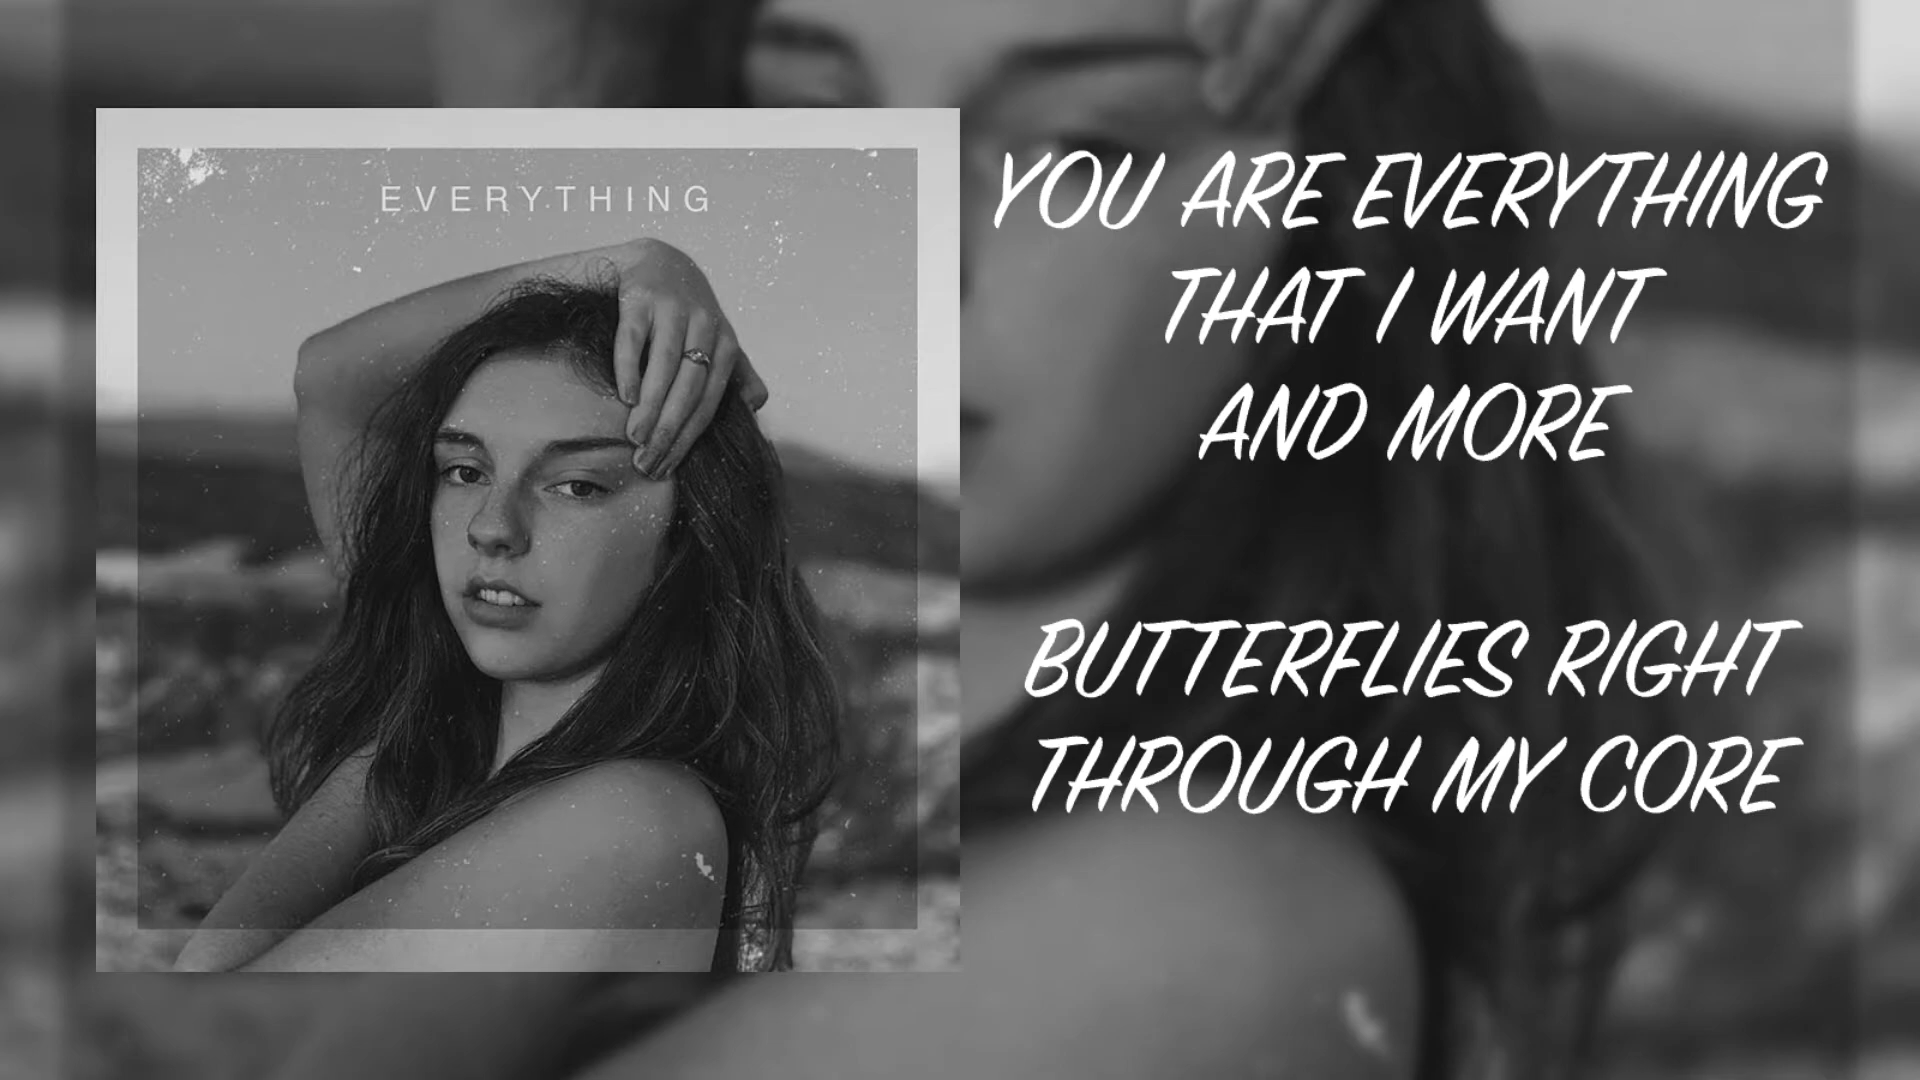 EVERYTHING
YOU ARE EVERYTHING
THAT I WANT
AND MORE
BUTTERFLIES RIGHT
THROUGH MY CORE